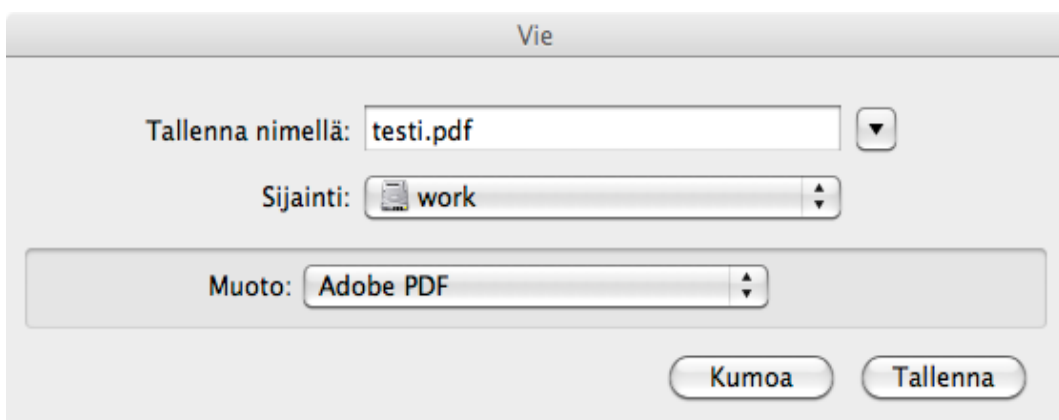 Vie
Tallenna nimellä: testi.pdf
Sijainti: work
Muoto: Adobe PDF
Kumoa Tallenna